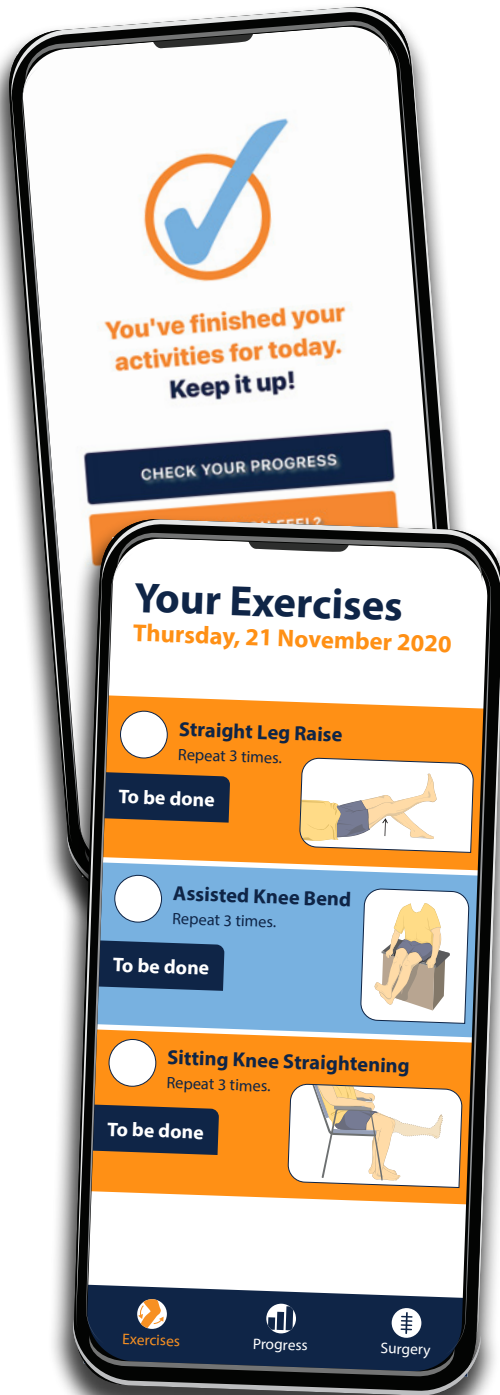 You've finished your
activities for today.
Keep it up!
CHECK YOUR PROGRESS
Your Exercises
Thursday, 21 November 2020
Straight Leg Raise
Repeat 3 times.
To be done
Assisted Knee Bend
Repeat 3 times.
To be done
Sitting Knee Straightening
Repeat 3 times.
To be done
Exercises
Progress
Surgery